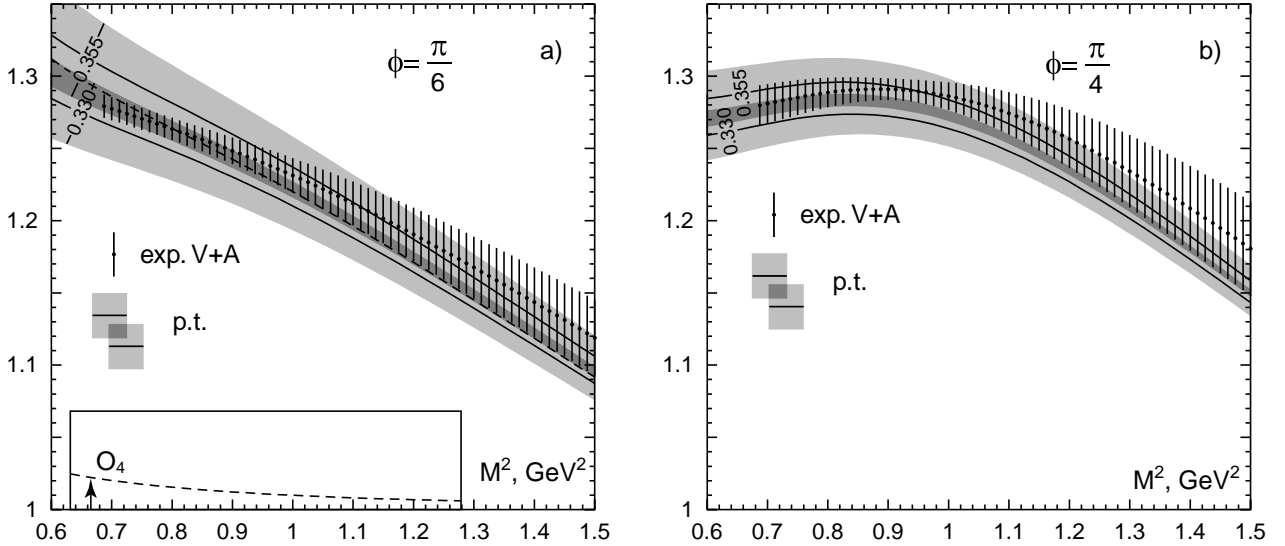 ϕ= π/6
a)
−0.355
−0.330+
exp. V+A
p.t.
O₄
M², GeV²
1.3
1.2
1.1
1
0.6 0.7 0.8 0.9 1 1.1 1.2 1.3 1.4 1.5
ϕ= π/4
b)
0.355
0.330
exp. V+A
p.t.
M², GeV²
1.3
1.2
1.1
1
0.6 0.7 0.8 0.9 1 1.1 1.2 1.3 1.4 1.5